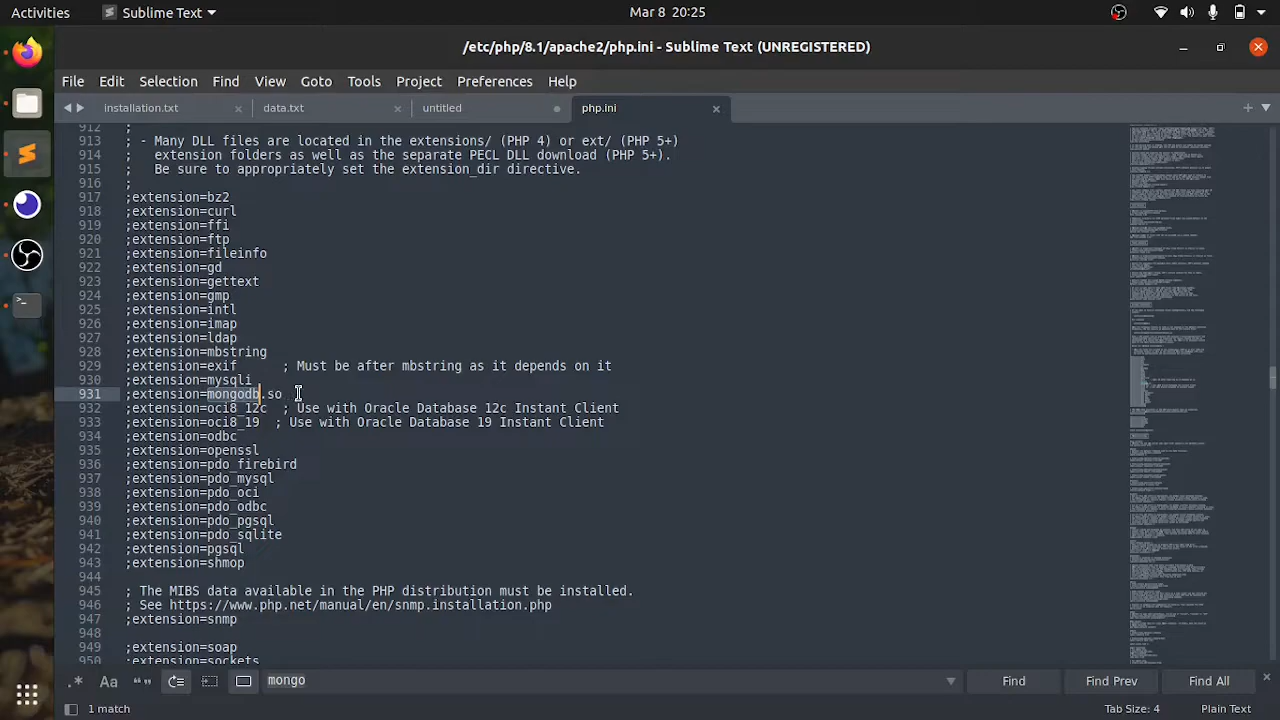 Activities
Sublime Text
Mar 8 20:25
/etc/php/8.1/apache2/php.ini - Sublime Text (UNREGISTERED)
File Edit Selection Find View Goto Tools Project Preferences Help
installation.txt
data.txt
untitled
php.ini
912 ;
913 ; - Many DLL files are located in the extensions/ (PHP 4) or ext/ (PHP 5+)
914 ;   extension folders as well as the separate PECL DLL download (PHP 5+).
915 ;   Be sure to appropriately set the extension_dir directive.
916 ;
917 ;extension=bz2
918 ;extension=curl
919 ;extension=ffi
920 ;extension=ftp
921 ;extension=fileinfo
922 ;extension=gd
923 ;extension=gettext
924 ;extension=gmp
925 ;extension=intl
926 ;extension=imap
927 ;extension=ldap
928 ;extension=mbstring
929 ;extension=exif      ; Must be after mbstring as it depends on it
930 ;extension=mysqli
931 ;extension=mongodb.so
932 ;extension=oci8_12c  ; Use with Oracle Database 12c Instant Client
933 ;extension=oci8_19  ; Use with Oracle Database 19 Instant Client
934 ;extension=odbc
935 ;extension=openssl
936 ;extension=pdo_firebird
937 ;extension=pdo_mysql
938 ;extension=pdo_oci
939 ;extension=pdo_odbc
940 ;extension=pdo_pgsql
941 ;extension=pdo_sqlite
942 ;extension=pgsql
943 ;extension=shmop
944
945 ; The MIBS data available in the PHP distribution must be installed.
946 ; See https://www.php.net/manual/en/snmp.installation.php
947 ;extension=snmp
948
949 ;extension=soap
950 ;extension=sockets
mongo
Find
Find Prev
Find All
1 match
Tab Size: 4
Plain Text